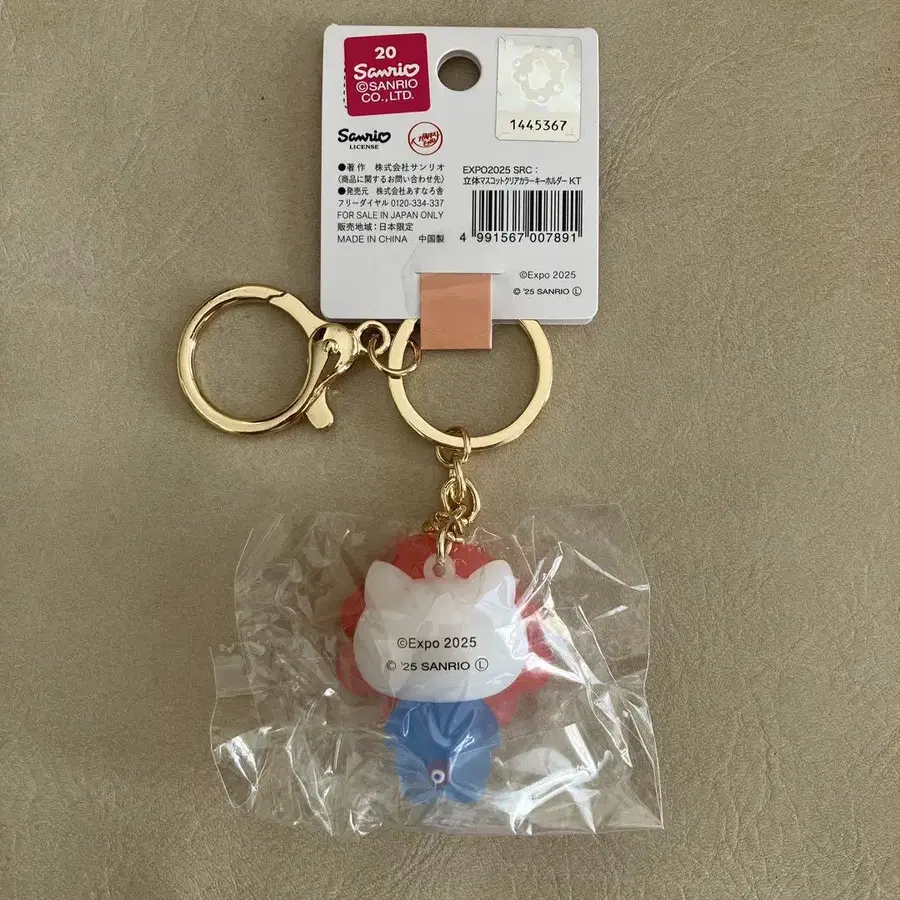 20
Sanrio
©SANRIO
CO.,LTD.
1445367
Sanrio
LICENSE
●著作 株式会社サンリオ
(商品に関するお問い合わせ先)
●発売元 株式会社あすなろ舎
フリーダイヤル 0120-334-337
FOR SALE IN JAPAN ONLY
販売地域:日本限定
MADE IN CHINA 中国製
EXPO2025 SRC:
立体マスコットクリアカラーキーホルダー KT
4 991567 007891
©Expo 2025
© '25 SANRIO Ⓛ
©Expo 2025
© '25 SANRIO Ⓛ